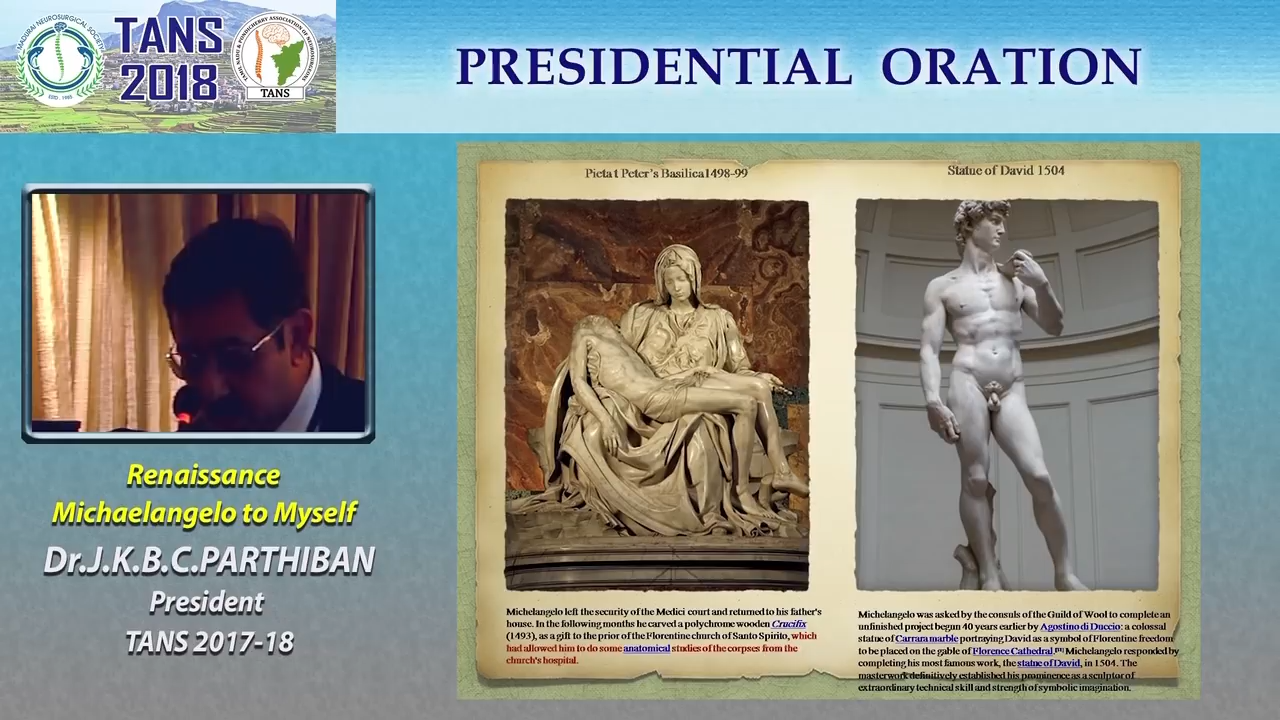 MADURAI NEUROSURGICAL SOCIETY
ESTD . 1985
TANS
2018
TANS
PRESIDENTIAL ORATION
Renaissance
Michaelangelo to Myself
Dr.J.K.B.C.PARTHIBAN
President
TANS 2017-18
Pieta t Peter's Basilica1498-99
Statue of David 1504
Michelangelo left the security of the Medici court and returned to his father's
house. In the following months he carved a polychrome wooden Crucifix
(1493), as a gift to the prior of the Florentine church of Santo Spirito, which
had allowed him to do some anatomical studies of the corpses from the
church's hospital.
Michelangelo was asked by the consuls of the Guild of Wool to complete an
unfinished project begun 40 years earlier by Agostino di Duccio: a colossal
statue of Carrara marble portraying David as a symbol of Florentine freedom
to be placed on the gable of Florence Cathedral. Michelangelo responded by
completing his most famous work, the statue of David, in 1504. The
masterwork definitively established his prominence as a sculptor of
extraordinary technical skill and strength of symbolic imagination.